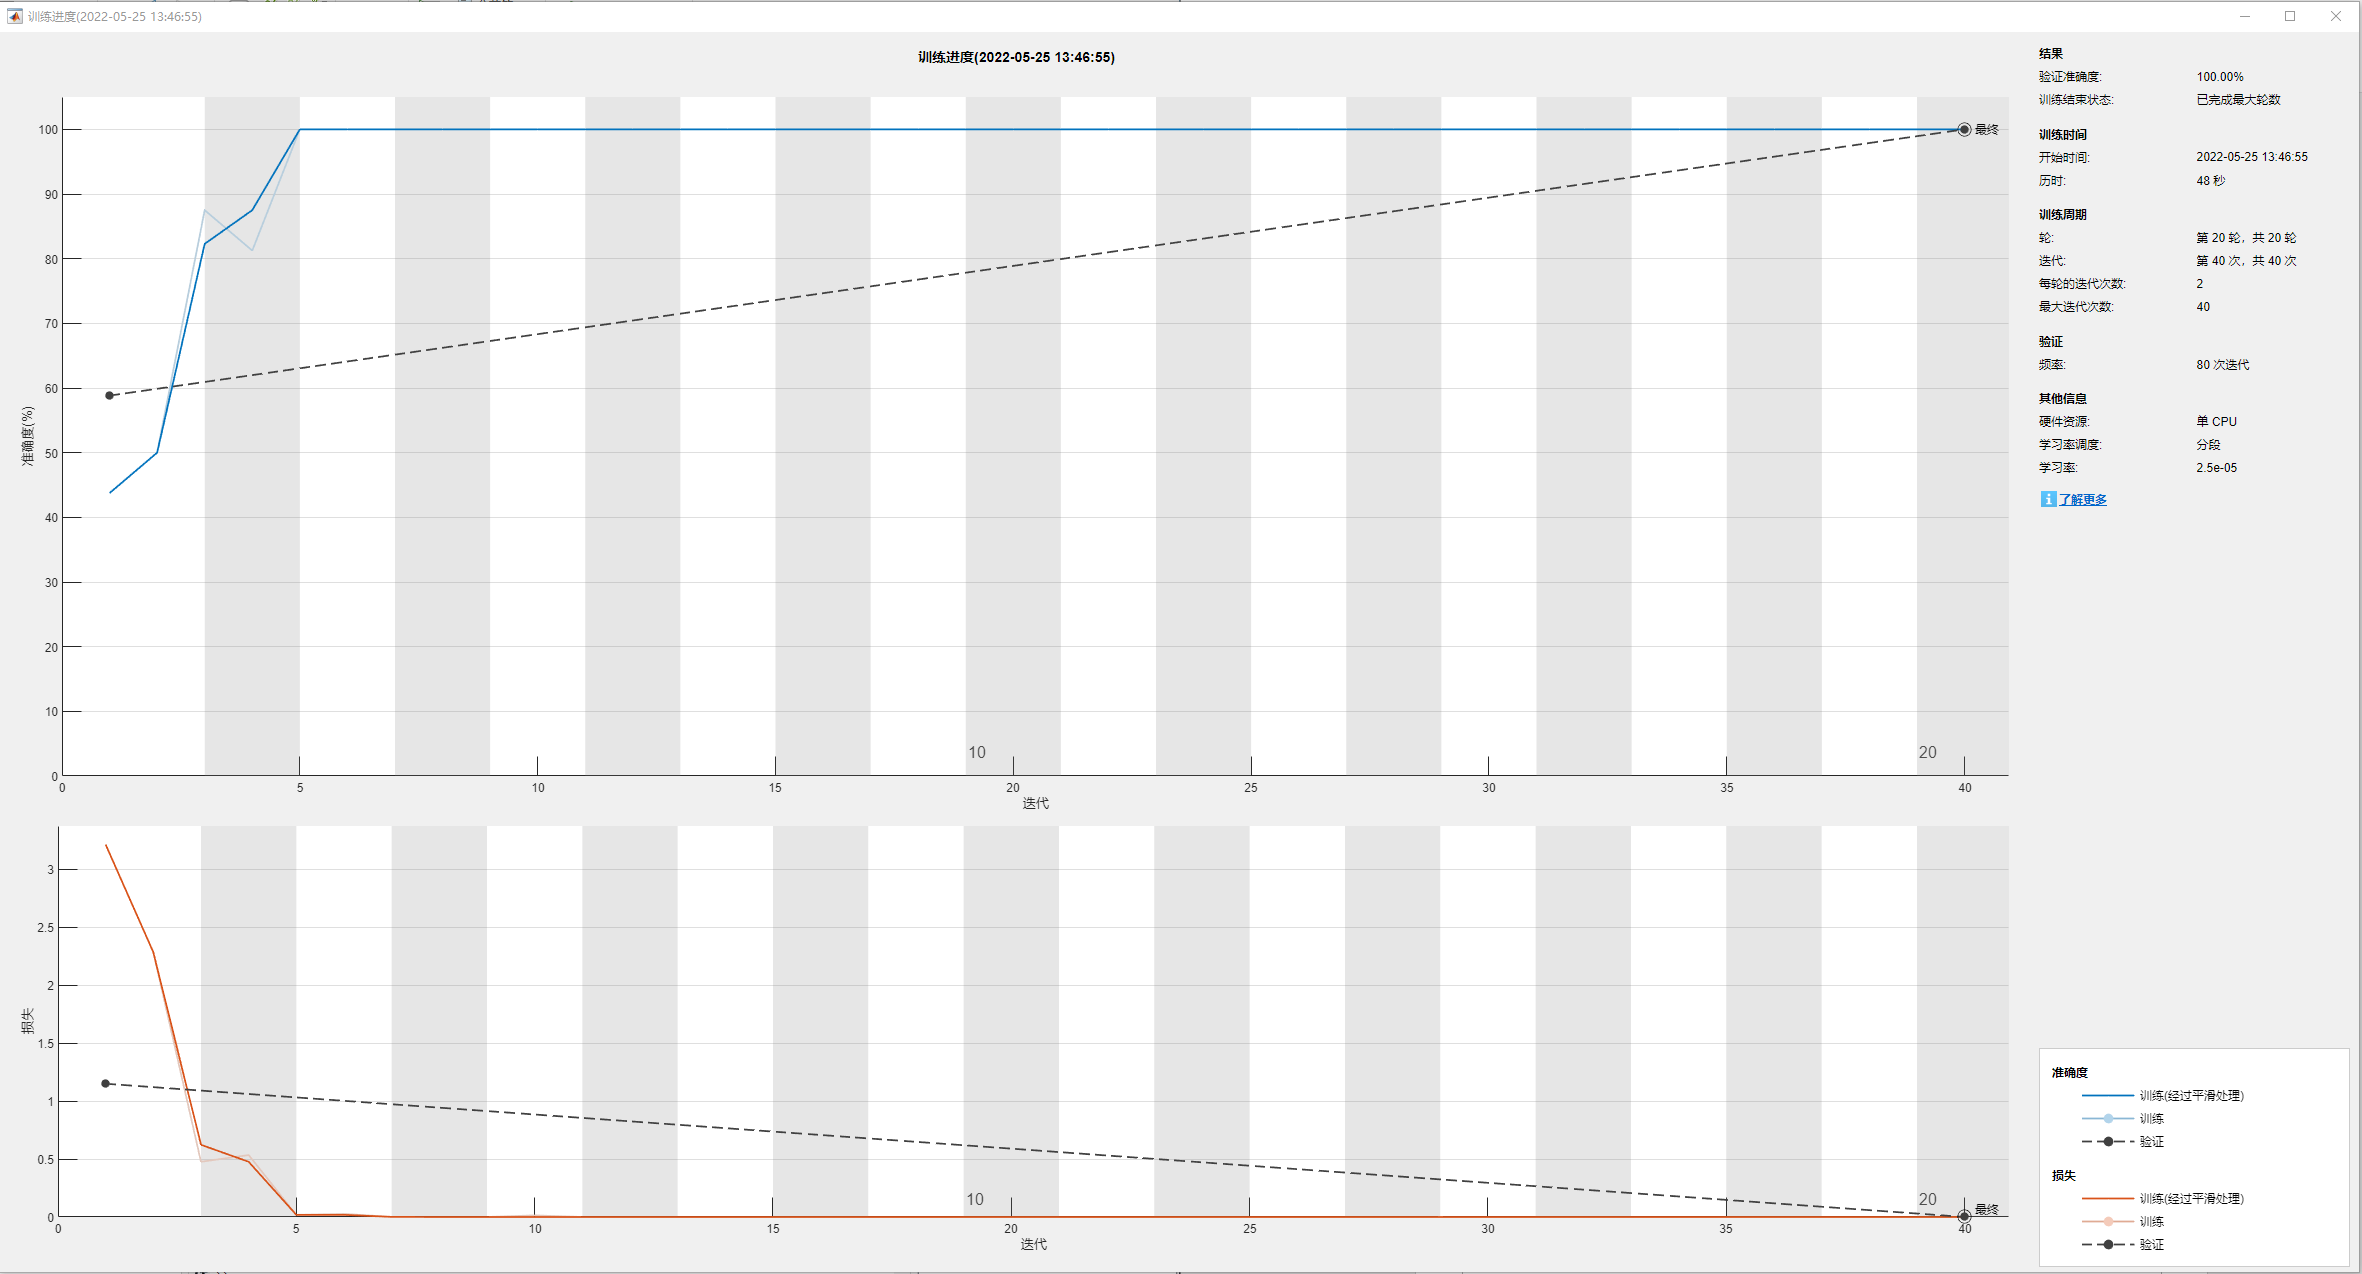 训练进度(2022-05-25 13:46:55)
训练进度(2022-05-25 13:46:55)
100
90
80
70
60
50
40
30
20
10
0
准确度(%)
最终
10
20
0 5 10 15 20 25 30 35 40
迭代
3
2.5
2
1.5
1
0.5
0
损失
10
20
最终
0 5 10 15 20 25 30 35 40
迭代
结果
验证准确度: 100.00%
训练结束状态: 已完成最大轮数
训练时间
开始时间: 2022-05-25 13:46:55
历时: 48 秒
训练周期
轮: 第 20 轮，共 20 轮
迭代: 第 40 次，共 40 次
每轮的迭代次数: 2
最大迭代次数: 40
验证
频率: 80 次迭代
其他信息
硬件资源: 单 CPU
学习率调度: 分段
学习率: 2.5e-05
了解更多
准确度
训练(经过平滑处理)
训练
验证
损失
训练(经过平滑处理)
训练
验证